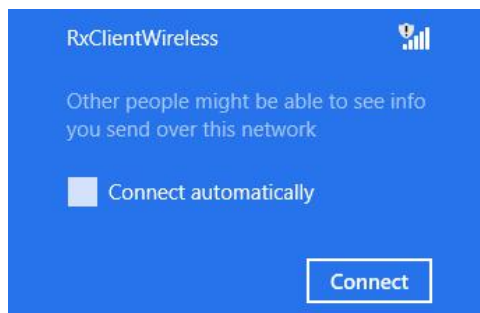 RxClientWireless
Other people might be able to see info
you send over this network
Connect automatically
Connect